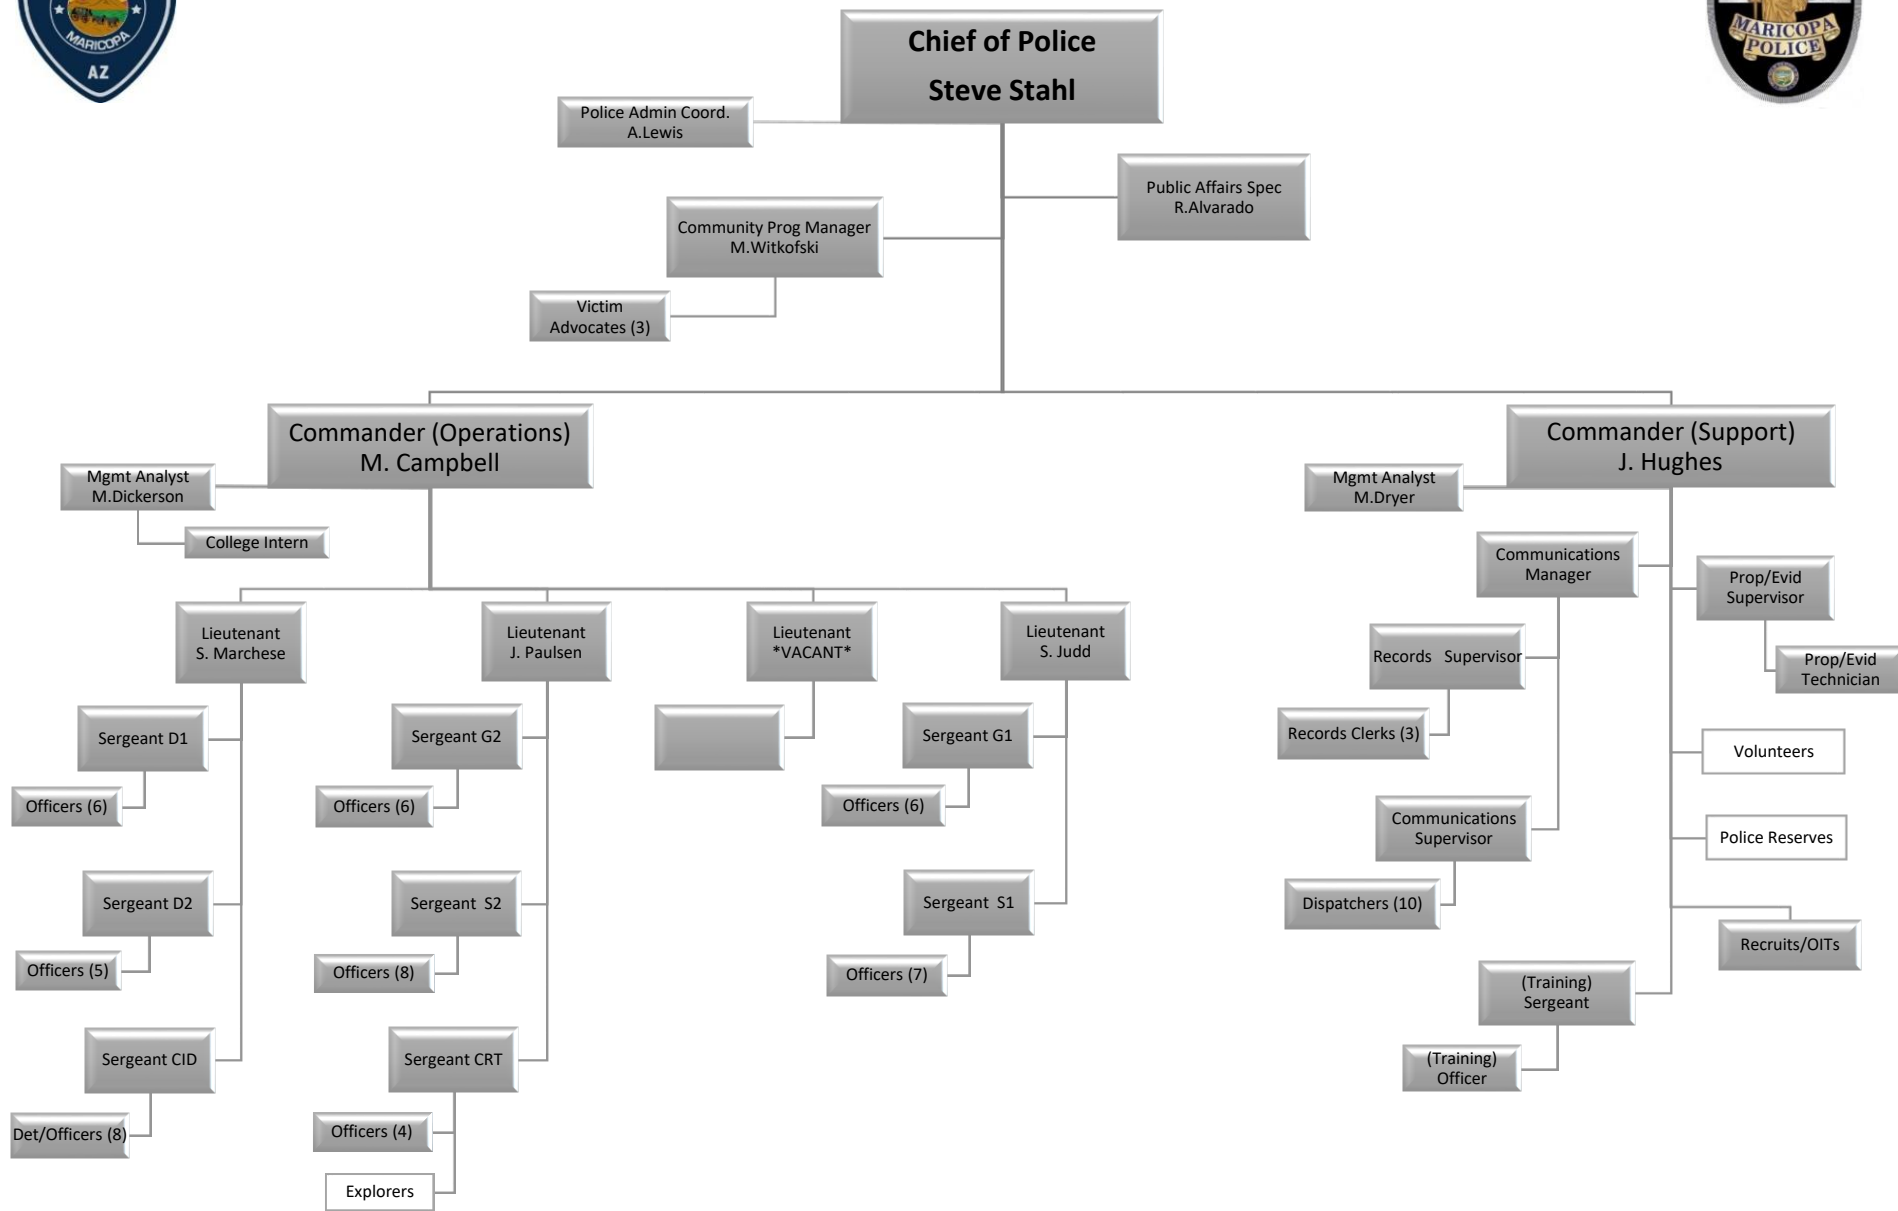 MARICOPA
AZ
MARICOPA
POLICE
Chief of Police
Steve Stahl
Police Admin Coord.
A.Lewis
Public Affairs Spec
R.Alvarado
Community Prog Manager
M.Witkofski
Victim
Advocates (3)
Commander (Operations)
M. Campbell
Mgmt Analyst
M.Dickerson
College Intern
Lieutenant
S. Marchese
Sergeant D1
Officers (6)
Sergeant D2
Officers (5)
Sergeant CID
Det/Officers (8)
Lieutenant
J. Paulsen
Sergeant G2
Officers (6)
Sergeant S2
Officers (8)
Sergeant CRT
Officers (4)
Explorers
Lieutenant
*VACANT*
Lieutenant
S. Judd
Sergeant G1
Officers (6)
Sergeant S1
Officers (7)
Commander (Support)
J. Hughes
Mgmt Analyst
M.Dryer
Communications
Manager
Records Supervisor
Records Clerks (3)
Communications
Supervisor
Dispatchers (10)
Prop/Evid
Supervisor
Prop/Evid
Technician
Volunteers
Police Reserves
Recruits/OITs
(Training)
Sergeant
(Training)
Officer